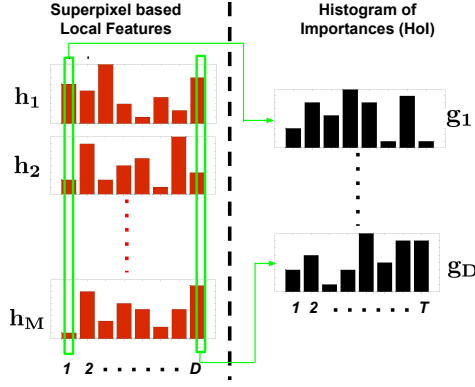 Superpixel based
Local Features
Histogram of
Importances (HoI)
h1
g1
h2
hM
gD
1 2 . . . . . . . D
1 2 . . . . . . . T